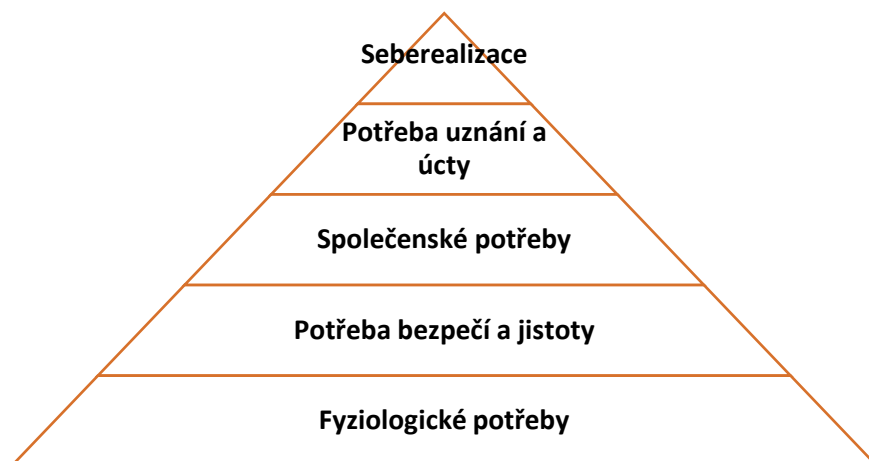 Seberealizace
Potřeba uznání a
úcty
Společenské potřeby
Potřeba bezpečí a jistoty
Fyziologické potřeby